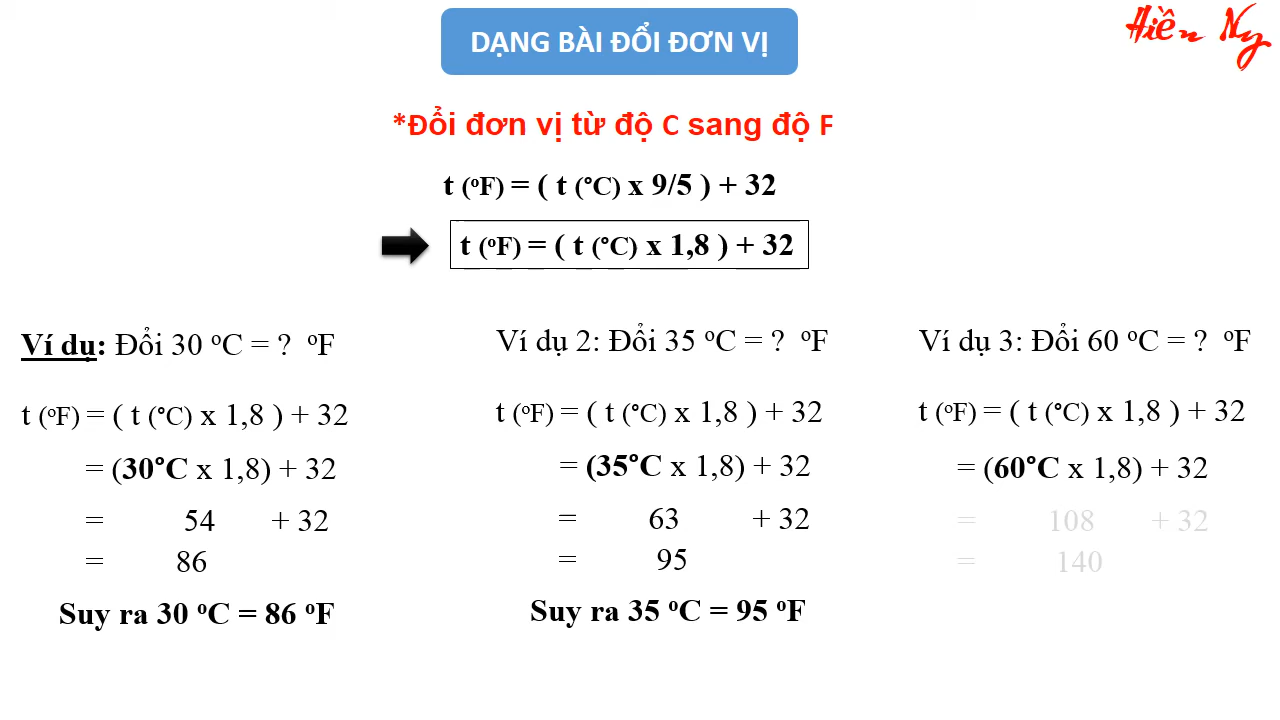 DẠNG BÀI ĐỔI ĐƠN VỊ
Hiền Ny
*Đổi đơn vị từ độ C sang độ F
t (ºF) = ( t (°C) x 9/5 ) + 32
t (ºF) = ( t (°C) x 1,8 ) + 32
Ví dụ: Đổi 30 ºC = ? ºF
t (ºF) = ( t (°C) x 1,8 ) + 32
= (30°C x 1,8) + 32
= 54 + 32
= 86
Suy ra 30 ºC = 86 ºF
Ví dụ 2: Đổi 35 ºC = ? ºF
t (ºF) = ( t (°C) x 1,8 ) + 32
= (35°C x 1,8) + 32
= 63 + 32
= 95
Suy ra 35 ºC = 95 ºF
Ví dụ 3: Đổi 60 ºC = ? ºF
t (ºF) = ( t (°C) x 1,8 ) + 32
= (60°C x 1,8) + 32
= 108 + 32
= 140